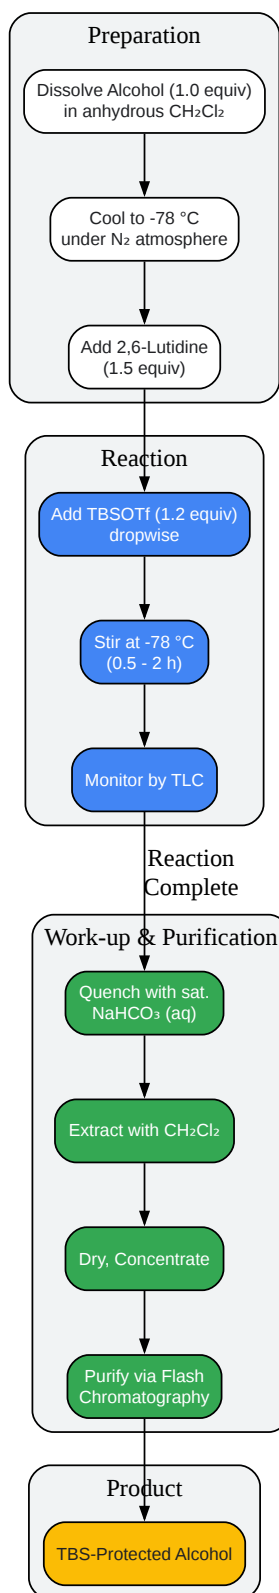 Preparation
Dissolve Alcohol (1.0 equiv)
in anhydrous CH₂Cl₂
Cool to -78 °C
under N₂ atmosphere
Add 2,6-Lutidine
(1.5 equiv)
Reaction
Add TBSOTf (1.2 equiv)
dropwise
Stir at -78 °C
(0.5 - 2 h)
Monitor by TLC
Reaction
Complete
Work-up & Purification
Quench with sat.
NaHCO₃ (aq)
Extract with CH₂Cl₂
Dry, Concentrate
Purify via Flash
Chromatography
Product
TBS-Protected Alcohol